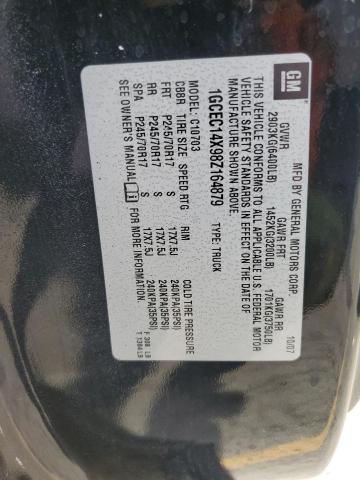 GM
MFD BY GENERAL MOTORS CORP. 10/07
GVWR GAWR FRT GAWR RR
2903KG(6400LB) 1452KG(3200LB) 1701KG(3750LB)
THIS VEHICLE CONFORMS TO ALL APPLICABLE U.S. FEDERAL MOTOR
VEHICLE SAFETY STANDARDS IN EFFECT ON THE DATE OF
MANUFACTURE SHOWN ABOVE.
1GCEC14X98Z164879 TYPE: TRUCK
MODEL: C10703
CB8R TIRE SIZE SPEED RTG RIM COLD TIRE PRESSURE
FRT P245/70R17 S 17X7.5J 240KPA(35PSI)
RR P245/70R17 S 17X7.5J 240KPA(35PSI)
SPA P245/70R17 S 17X7.5J 240KPA(35PSI)
SEE OWNER'S MANUAL FOR MORE INFORMATION.